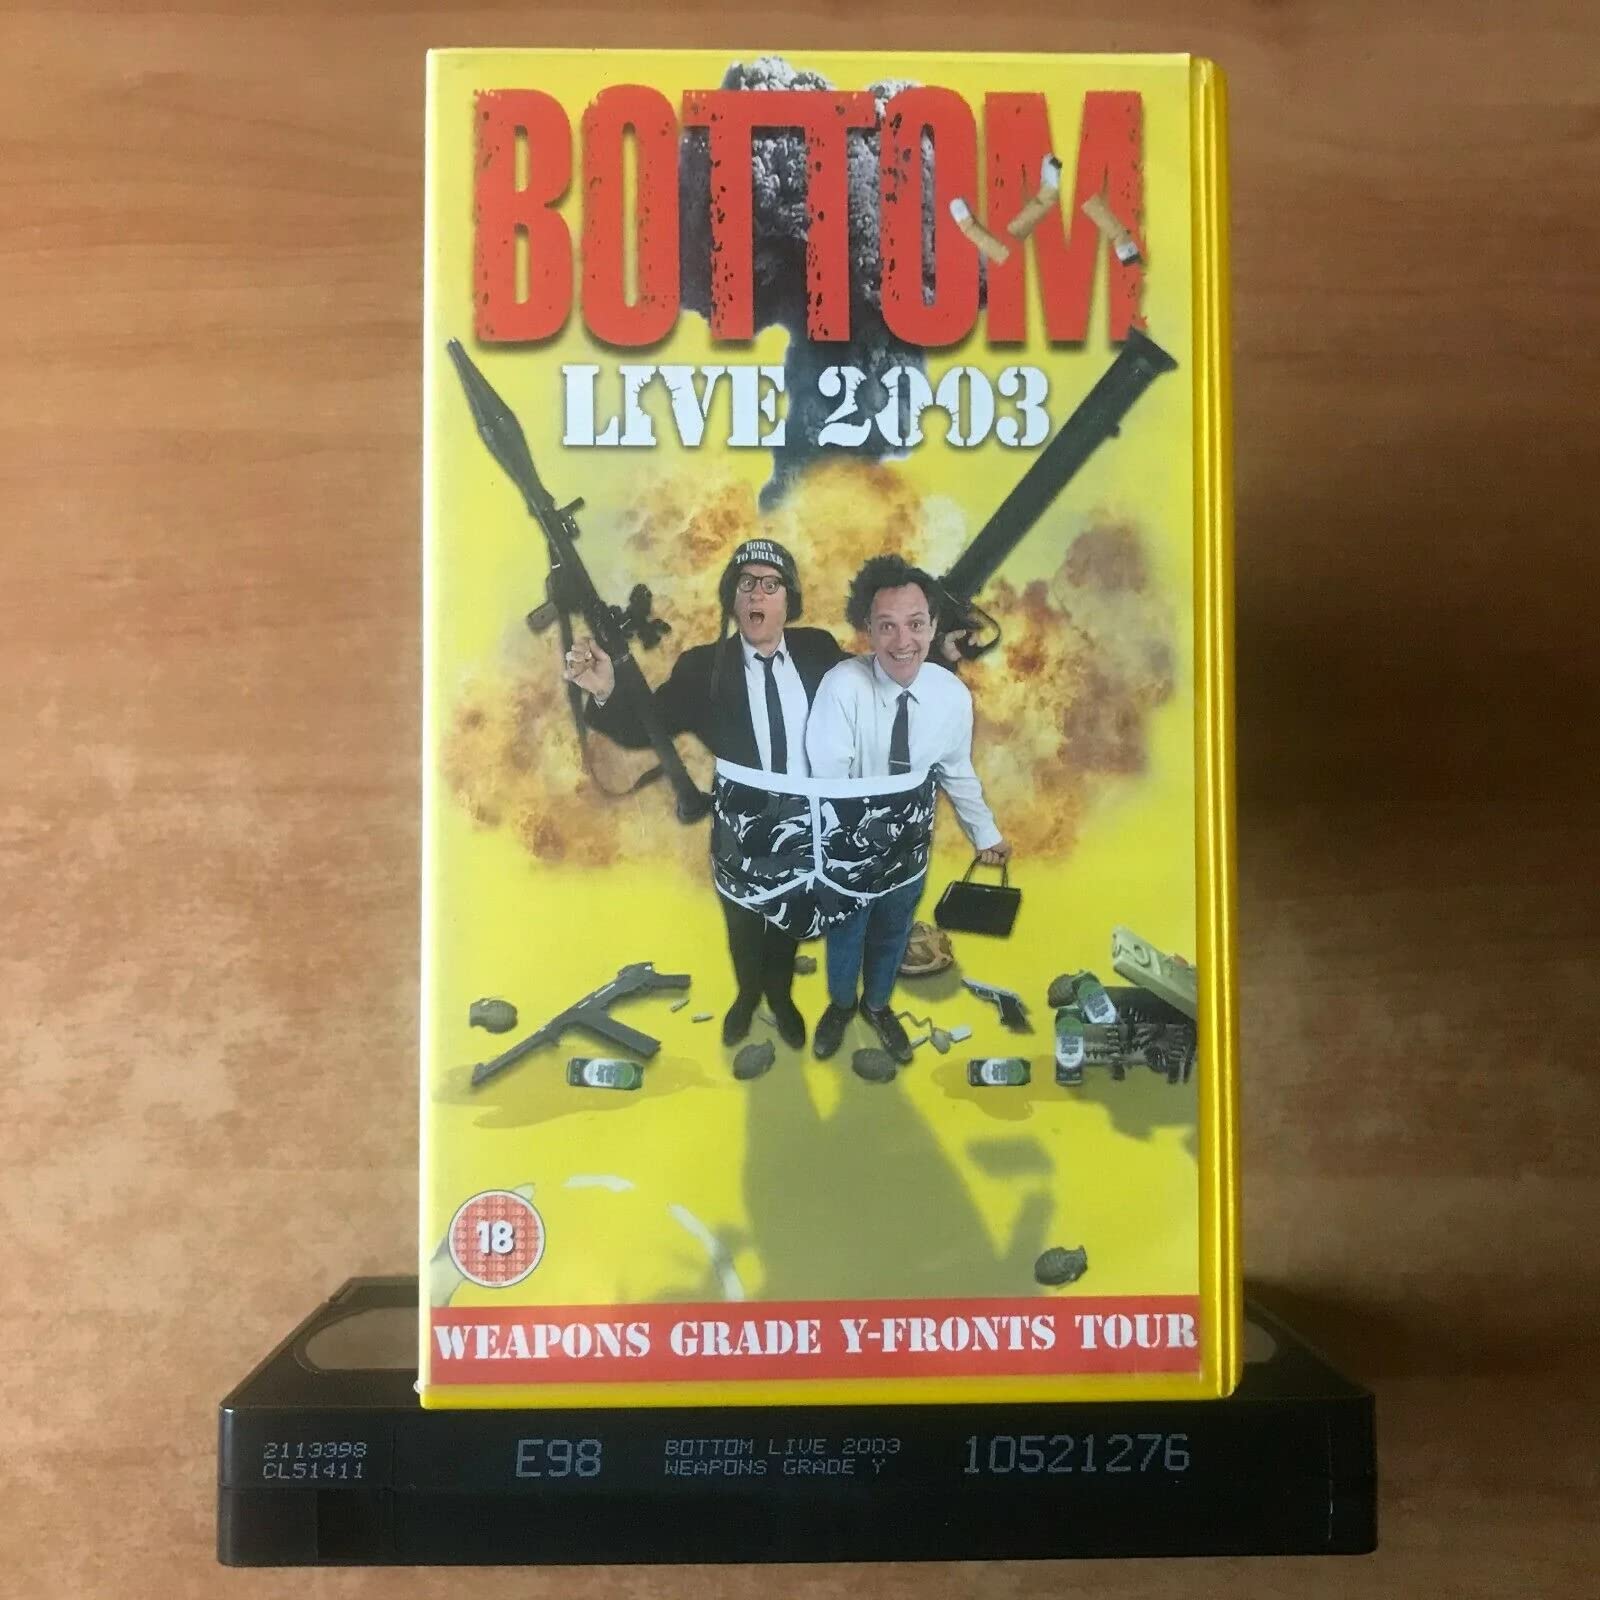 BOTTOM
LIVE 2003
BORN
TO DRINK
18
WEAPONS GRADE Y-FRONTS TOUR
2113398
CLS1411
E98
BOTTOM LIVE 2003
WEAPONS GRADE Y
10521276